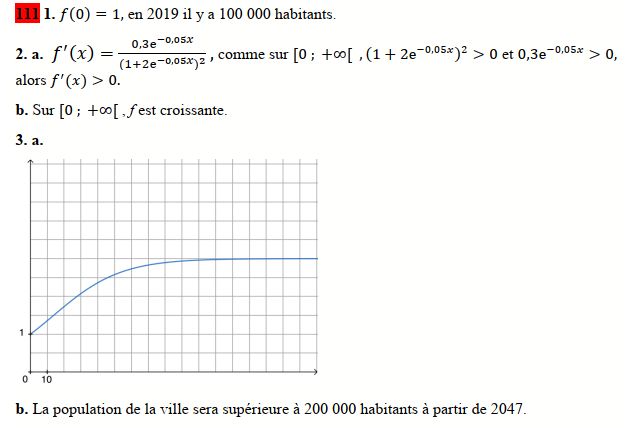 111 1. f(0) = 1, en 2019 il y a 100 000 habitants.
2. a. f′(x) = 0,3e^{−0,05x} / (1+2e^{−0,05x})², comme sur [0 ; +∞[ , (1 + 2e^{−0,05x})² > 0 et 0,3e^{−0,05x} > 0,
alors f′(x) > 0.
b. Sur [0 ; +∞[ , f est croissante.
3. a.
1
0 10
b. La population de la ville sera supérieure à 200 000 habitants à partir de 2047.